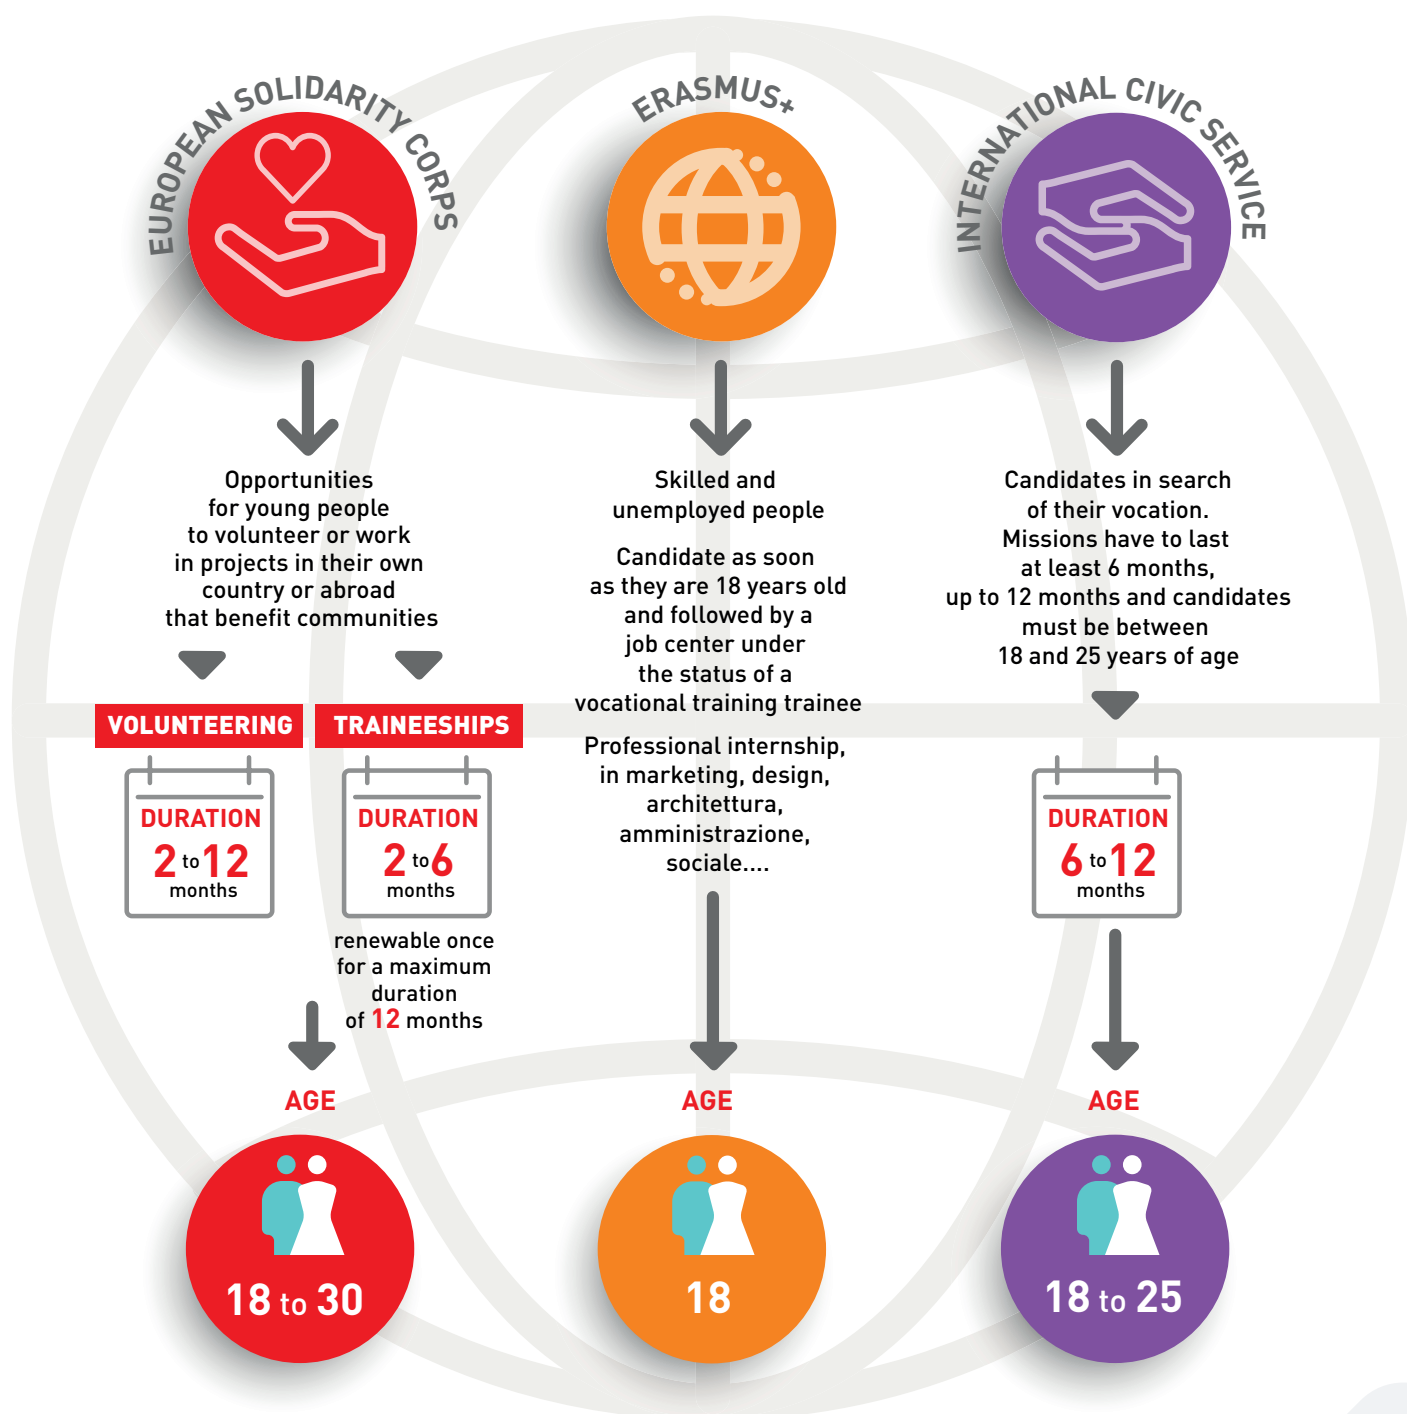 EUROPEAN SOLIDARITY CORPS
Opportunities
for young people
to volunteer or work
in projects in their own
country or abroad
that benefit communities
VOLUNTEERING
DURATION
2 to 12
months
TRAINEESHIPS
DURATION
2 to 6
months
renewable once
for a maximum
duration
of 12 months
AGE
18 to 30
ERASMUS+
Skilled and
unemployed people
Candidate as soon
as they are 18 years old
and followed by a
job center under
the status of a
vocational training trainee
Professional internship,
in marketing, design,
architettura,
amministrazione,
sociale....
AGE
18
INTERNATIONAL CIVIC SERVICE
Candidates in search
of their vocation.
Missions have to last
at least 6 months,
up to 12 months and candidates
must be between
18 and 25 years of age
DURATION
6 to 12
months
AGE
18 to 25